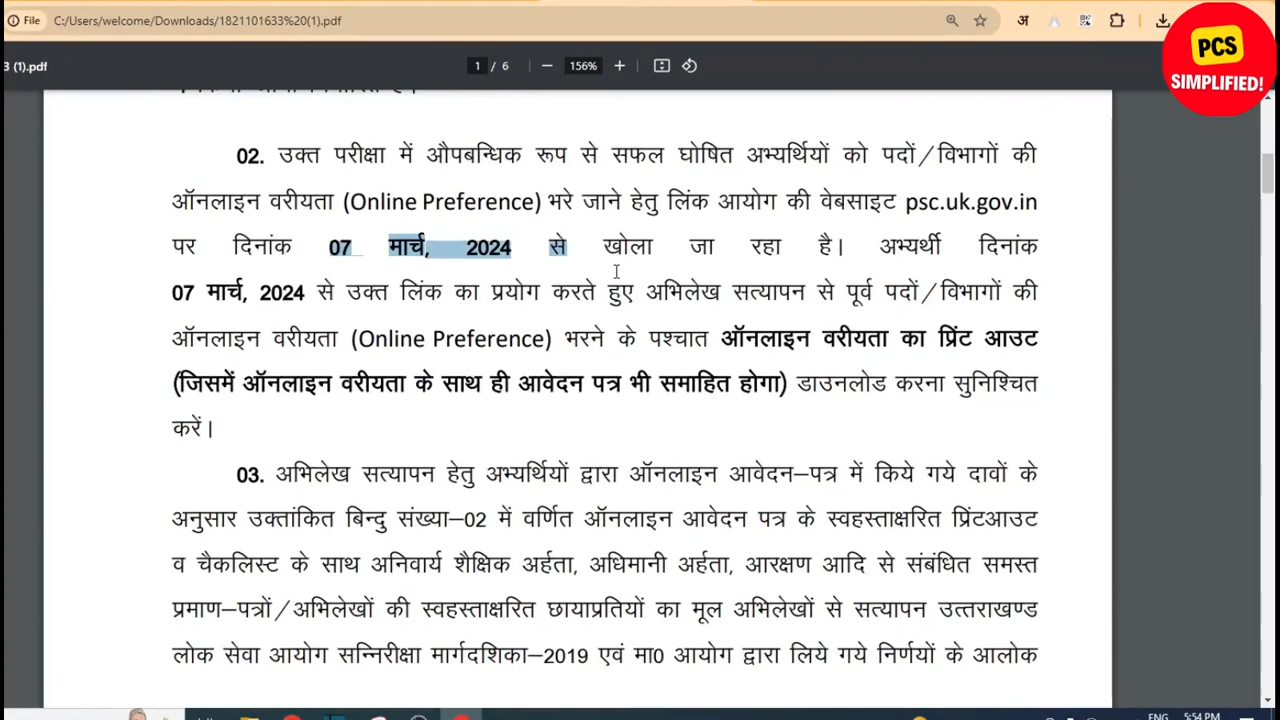 File C:/Users/welcome/Downloads/1821101633%20(1).pdf
अ
PCS
SIMPLIFIED!
3 (1).pdf
1 / 6
156%
02. उक्त परीक्षा में औपबन्धिक रूप से सफल घोषित अभ्यर्थियों को पदों/विभागों की
ऑनलाइन वरीयता (Online Preference) भरे जाने हेतु लिंक आयोग की वेबसाइट psc.uk.gov.in
पर दिनांक 07 मार्च, 2024 से खोला जा रहा है। अभ्यर्थी दिनांक
07 मार्च, 2024 से उक्त लिंक का प्रयोग करते हुए अभिलेख सत्यापन से पूर्व पदों/विभागों की
ऑनलाइन वरीयता (Online Preference) भरने के पश्चात ऑनलाइन वरीयता का प्रिंट आउट
(जिसमें ऑनलाइन वरीयता के साथ ही आवेदन पत्र भी समाहित होगा) डाउनलोड करना सुनिश्चित
करें।
03. अभिलेख सत्यापन हेतु अभ्यर्थियों द्वारा ऑनलाइन आवेदन–पत्र में किये गये दावों के
अनुसार उक्तांकित बिन्दु संख्या–02 में वर्णित ऑनलाइन आवेदन पत्र के स्वहस्ताक्षरित प्रिंटआउट
व चैकलिस्ट के साथ अनिवार्य शैक्षिक अर्हता, अधिमानी अर्हता, आरक्षण आदि से संबंधित समस्त
प्रमाण–पत्रों/अभिलेखों की स्वहस्ताक्षरित छायाप्रतियों का मूल अभिलेखों से सत्यापन उत्तराखण्ड
लोक सेवा आयोग सन्निरीक्षा मार्गदशिका–2019 एवं मा0 आयोग द्वारा लिये गये निर्णयों के आलोक
5:54 PM